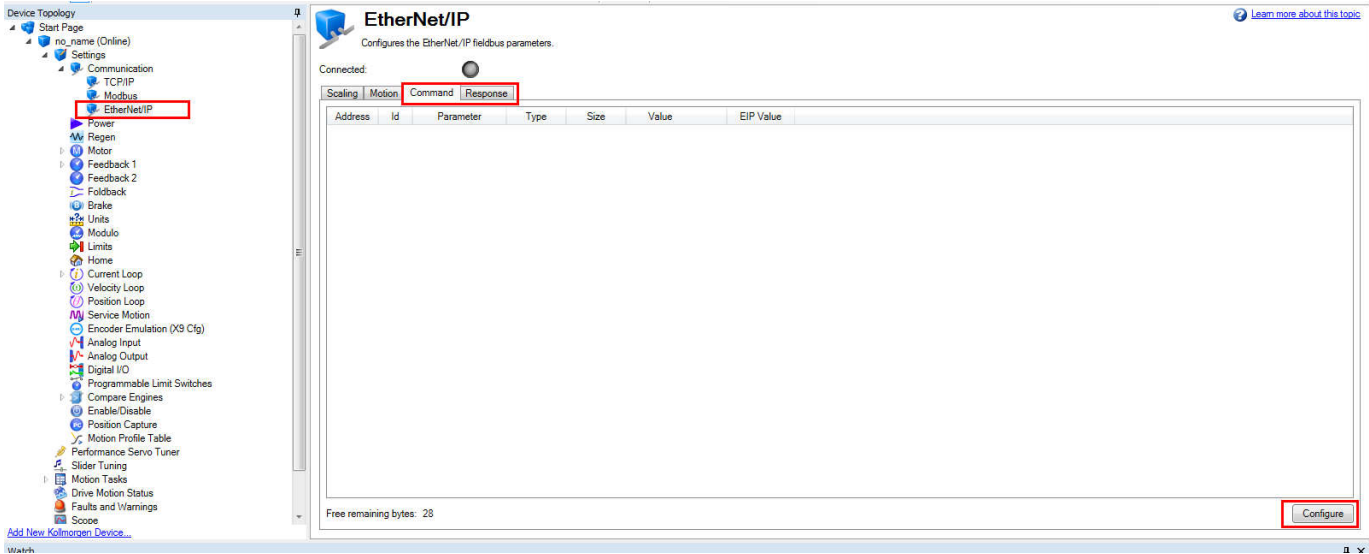 Device Topology
Start Page
no_name (Online)
Settings
Communication
TCP/IP
Modbus
EtherNet/IP
Power
Regen
Motor
Feedback 1
Feedback 2
Foldback
Brake
Units
Modulo
Limits
Home
Current Loop
Velocity Loop
Position Loop
Service Motion
Encoder Emulation (X9 Cfg)
Analog Input
Analog Output
Digital I/O
Programmable Limit Switches
Compare Engines
Enable/Disable
Position Capture
Motion Profile Table
Performance Servo Tuner
Slider Tuning
Motion Tasks
Drive Motion Status
Faults and Warnings
Scope
Add New Kollmorgen Device...
Watch
EtherNet/IP
Learn more about this topic
Configures the EtherNet/IP fieldbus parameters.
Connected:
Scaling Motion Command Response
Address Id Parameter Type Size Value EIP Value
Free remaining bytes: 28
Configure